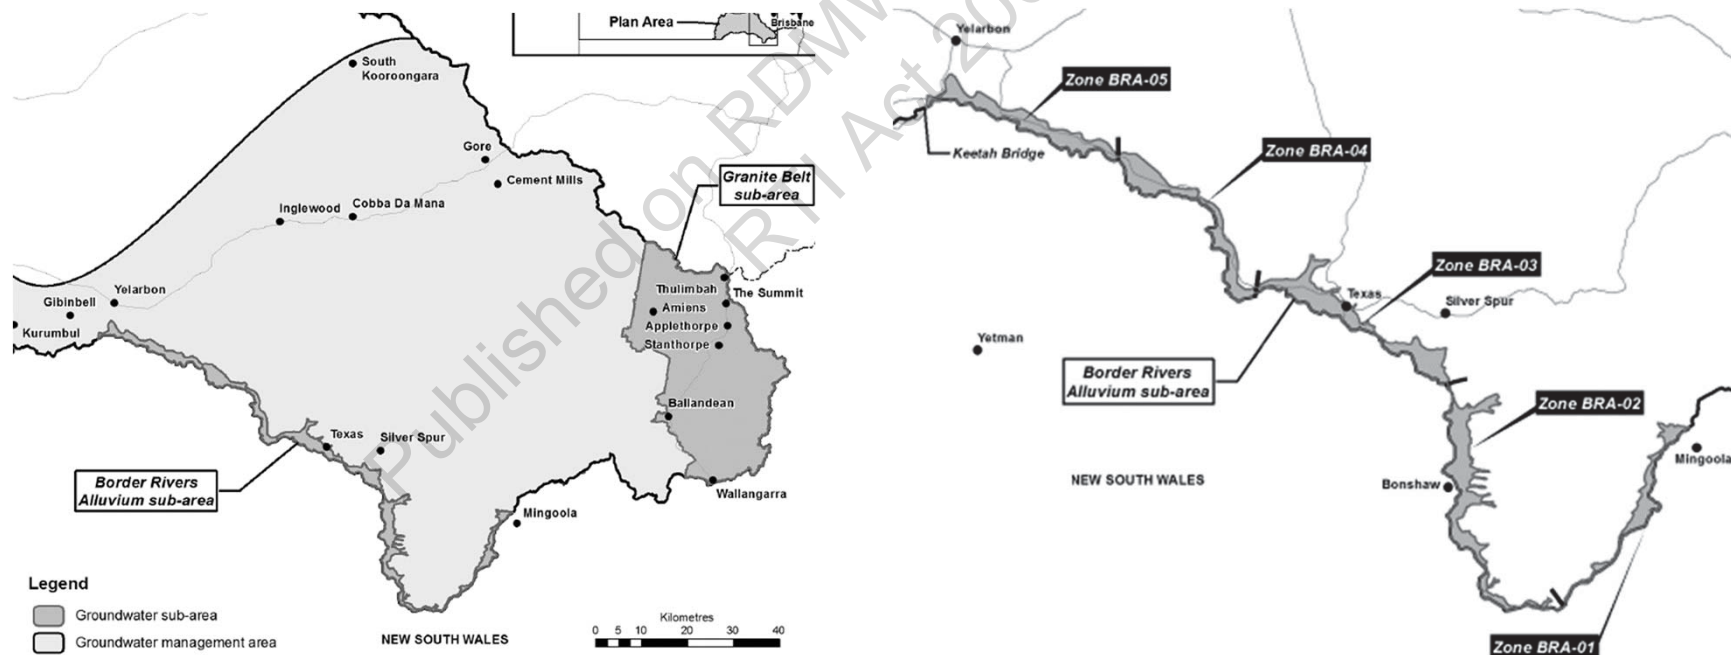 Plan Area
Brisbane
South
Kooroongara
Gore
Cement Mills
Granite Belt
sub-area
Inglewood
Cobba Da Mana
Yelarbon
Gibinbell
Kurumbul
Thulimbah
The Summit
Amiens
Applethorpe
Stanthorpe
Ballandean
Wallangarra
Texas
Silver Spur
Border Rivers
Alluvium sub-area
Mingoola
Legend
Groundwater sub-area
Groundwater management area
NEW SOUTH WALES
Kilometres
0 5 10 20 30 40
Yelarbon
Zone BRA-05
Keetah Bridge
Zone BRA-04
Zone BRA-03
Texas
Silver Spur
Yetman
Border Rivers
Alluvium sub-area
Zone BRA-02
NEW SOUTH WALES
Bonshaw
Mingoola
Zone BRA-01
Published on RDMW
RTI Act 20